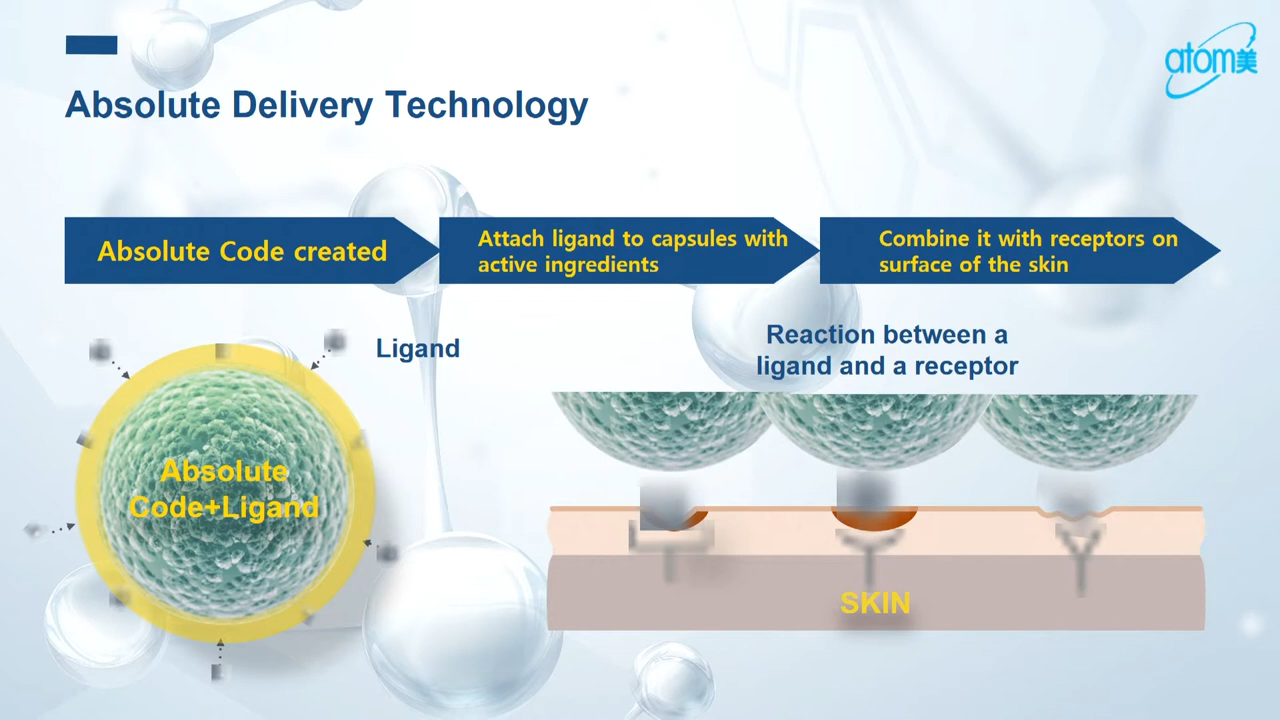 atom美
Absolute Delivery Technology
Absolute Code created
Attach ligand to capsules with
active ingredients
Combine it with receptors on
surface of the skin
Ligand
Absolute
Code+Ligand
Reaction between a
ligand and a receptor
SKIN